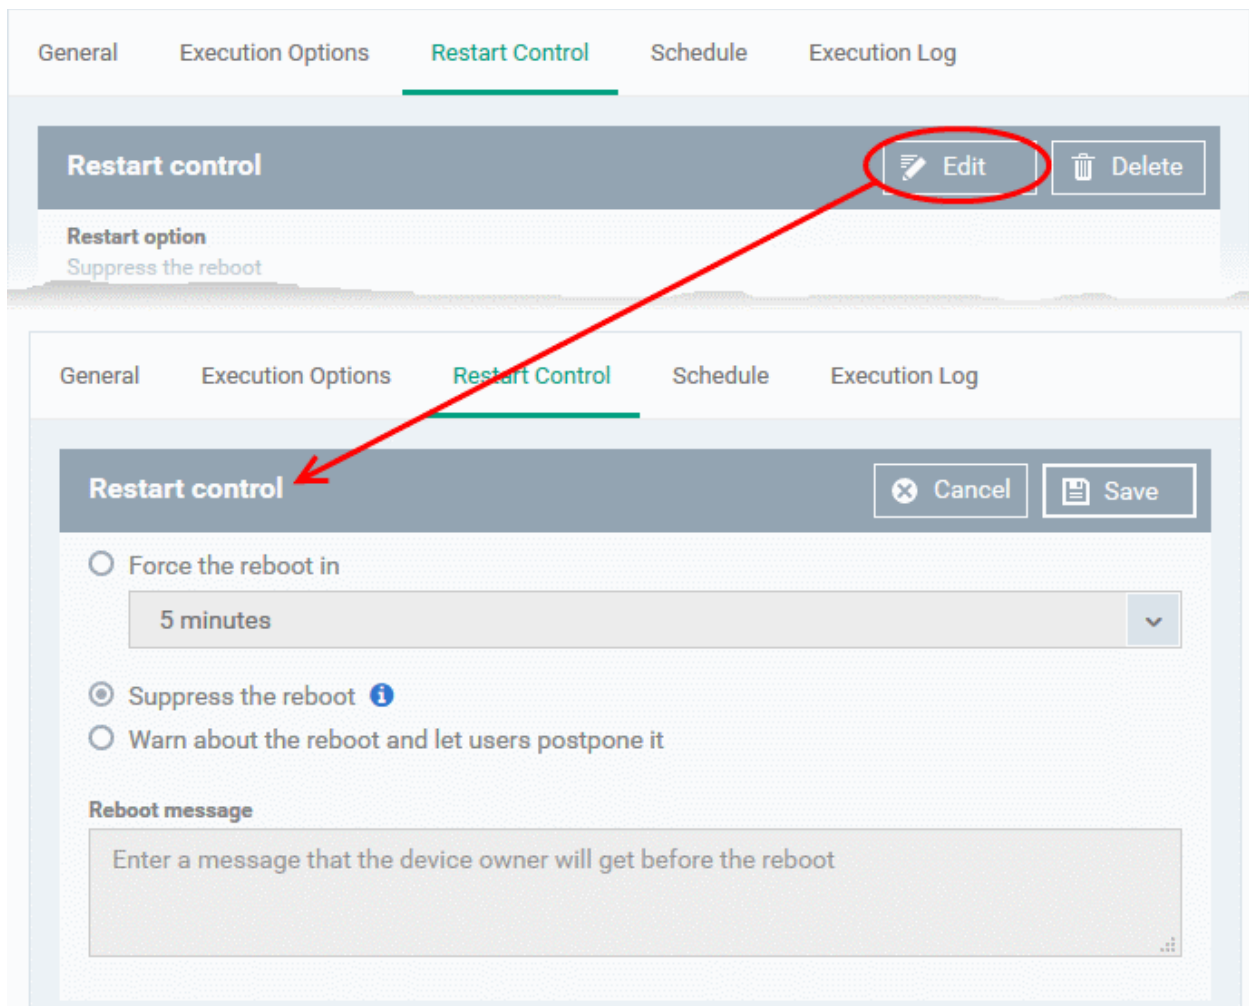 General Execution Options Restart Control Schedule Execution Log
Restart control Edit Delete
Restart option
Suppress the reboot
General Execution Options Restart Control Schedule Execution Log
Restart control Cancel Save
Force the reboot in
5 minutes
Suppress the reboot
Warn about the reboot and let users postpone it
Reboot message
Enter a message that the device owner will get before the reboot